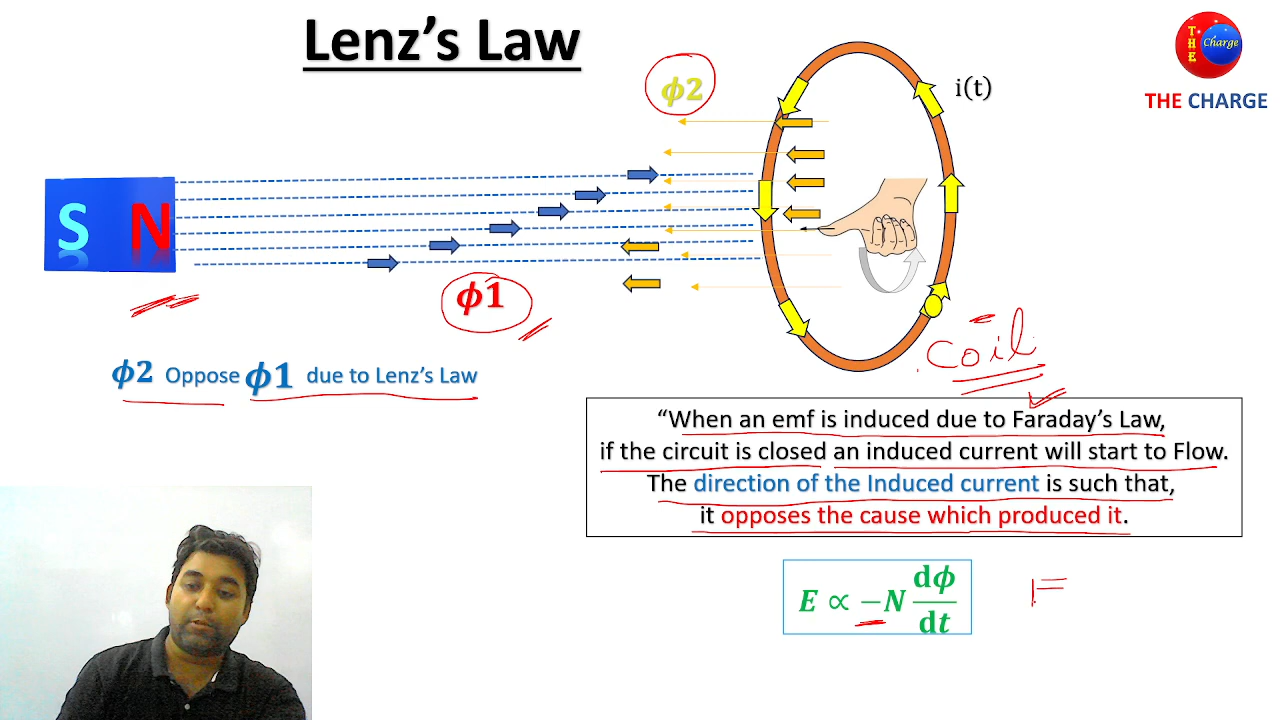 Lenz's Law
THE Charge
THE CHARGE
ϕ2
i(t)
S N
ϕ1
coil
ϕ2 Oppose ϕ1 due to Lenz's Law
“When an emf is induced due to Faraday's Law,
if the circuit is closed an induced current will start to Flow.
The direction of the Induced current is such that,
it opposes the cause which produced it.
E ∝ −N dϕ/dt